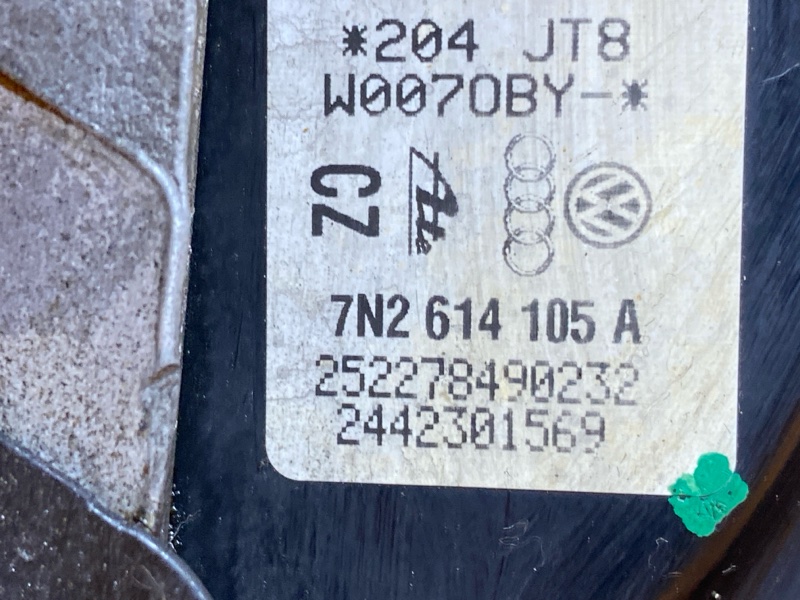 *204 JT8
W0070BY-*
CZ
Ate
7N2 614 105 A
252278490232
2442301569